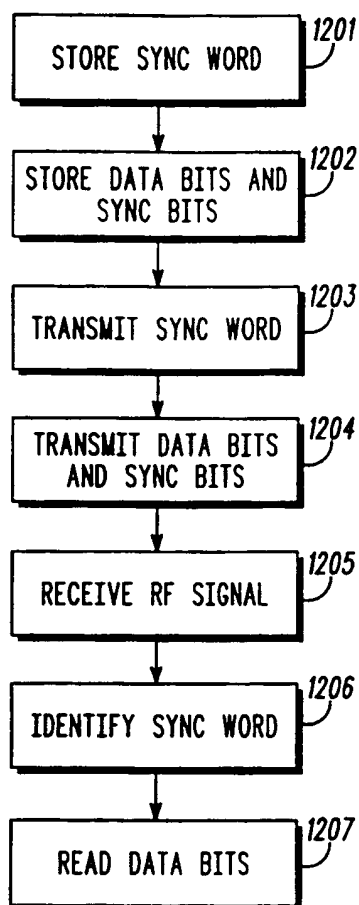 1201
STORE SYNC WORD
1202
STORE DATA BITS AND
SYNC BITS
1203
TRANSMIT SYNC WORD
1204
TRANSMIT DATA BITS
AND SYNC BITS
1205
RECEIVE RF SIGNAL
1206
IDENTIFY SYNC WORD
1207
READ DATA BITS